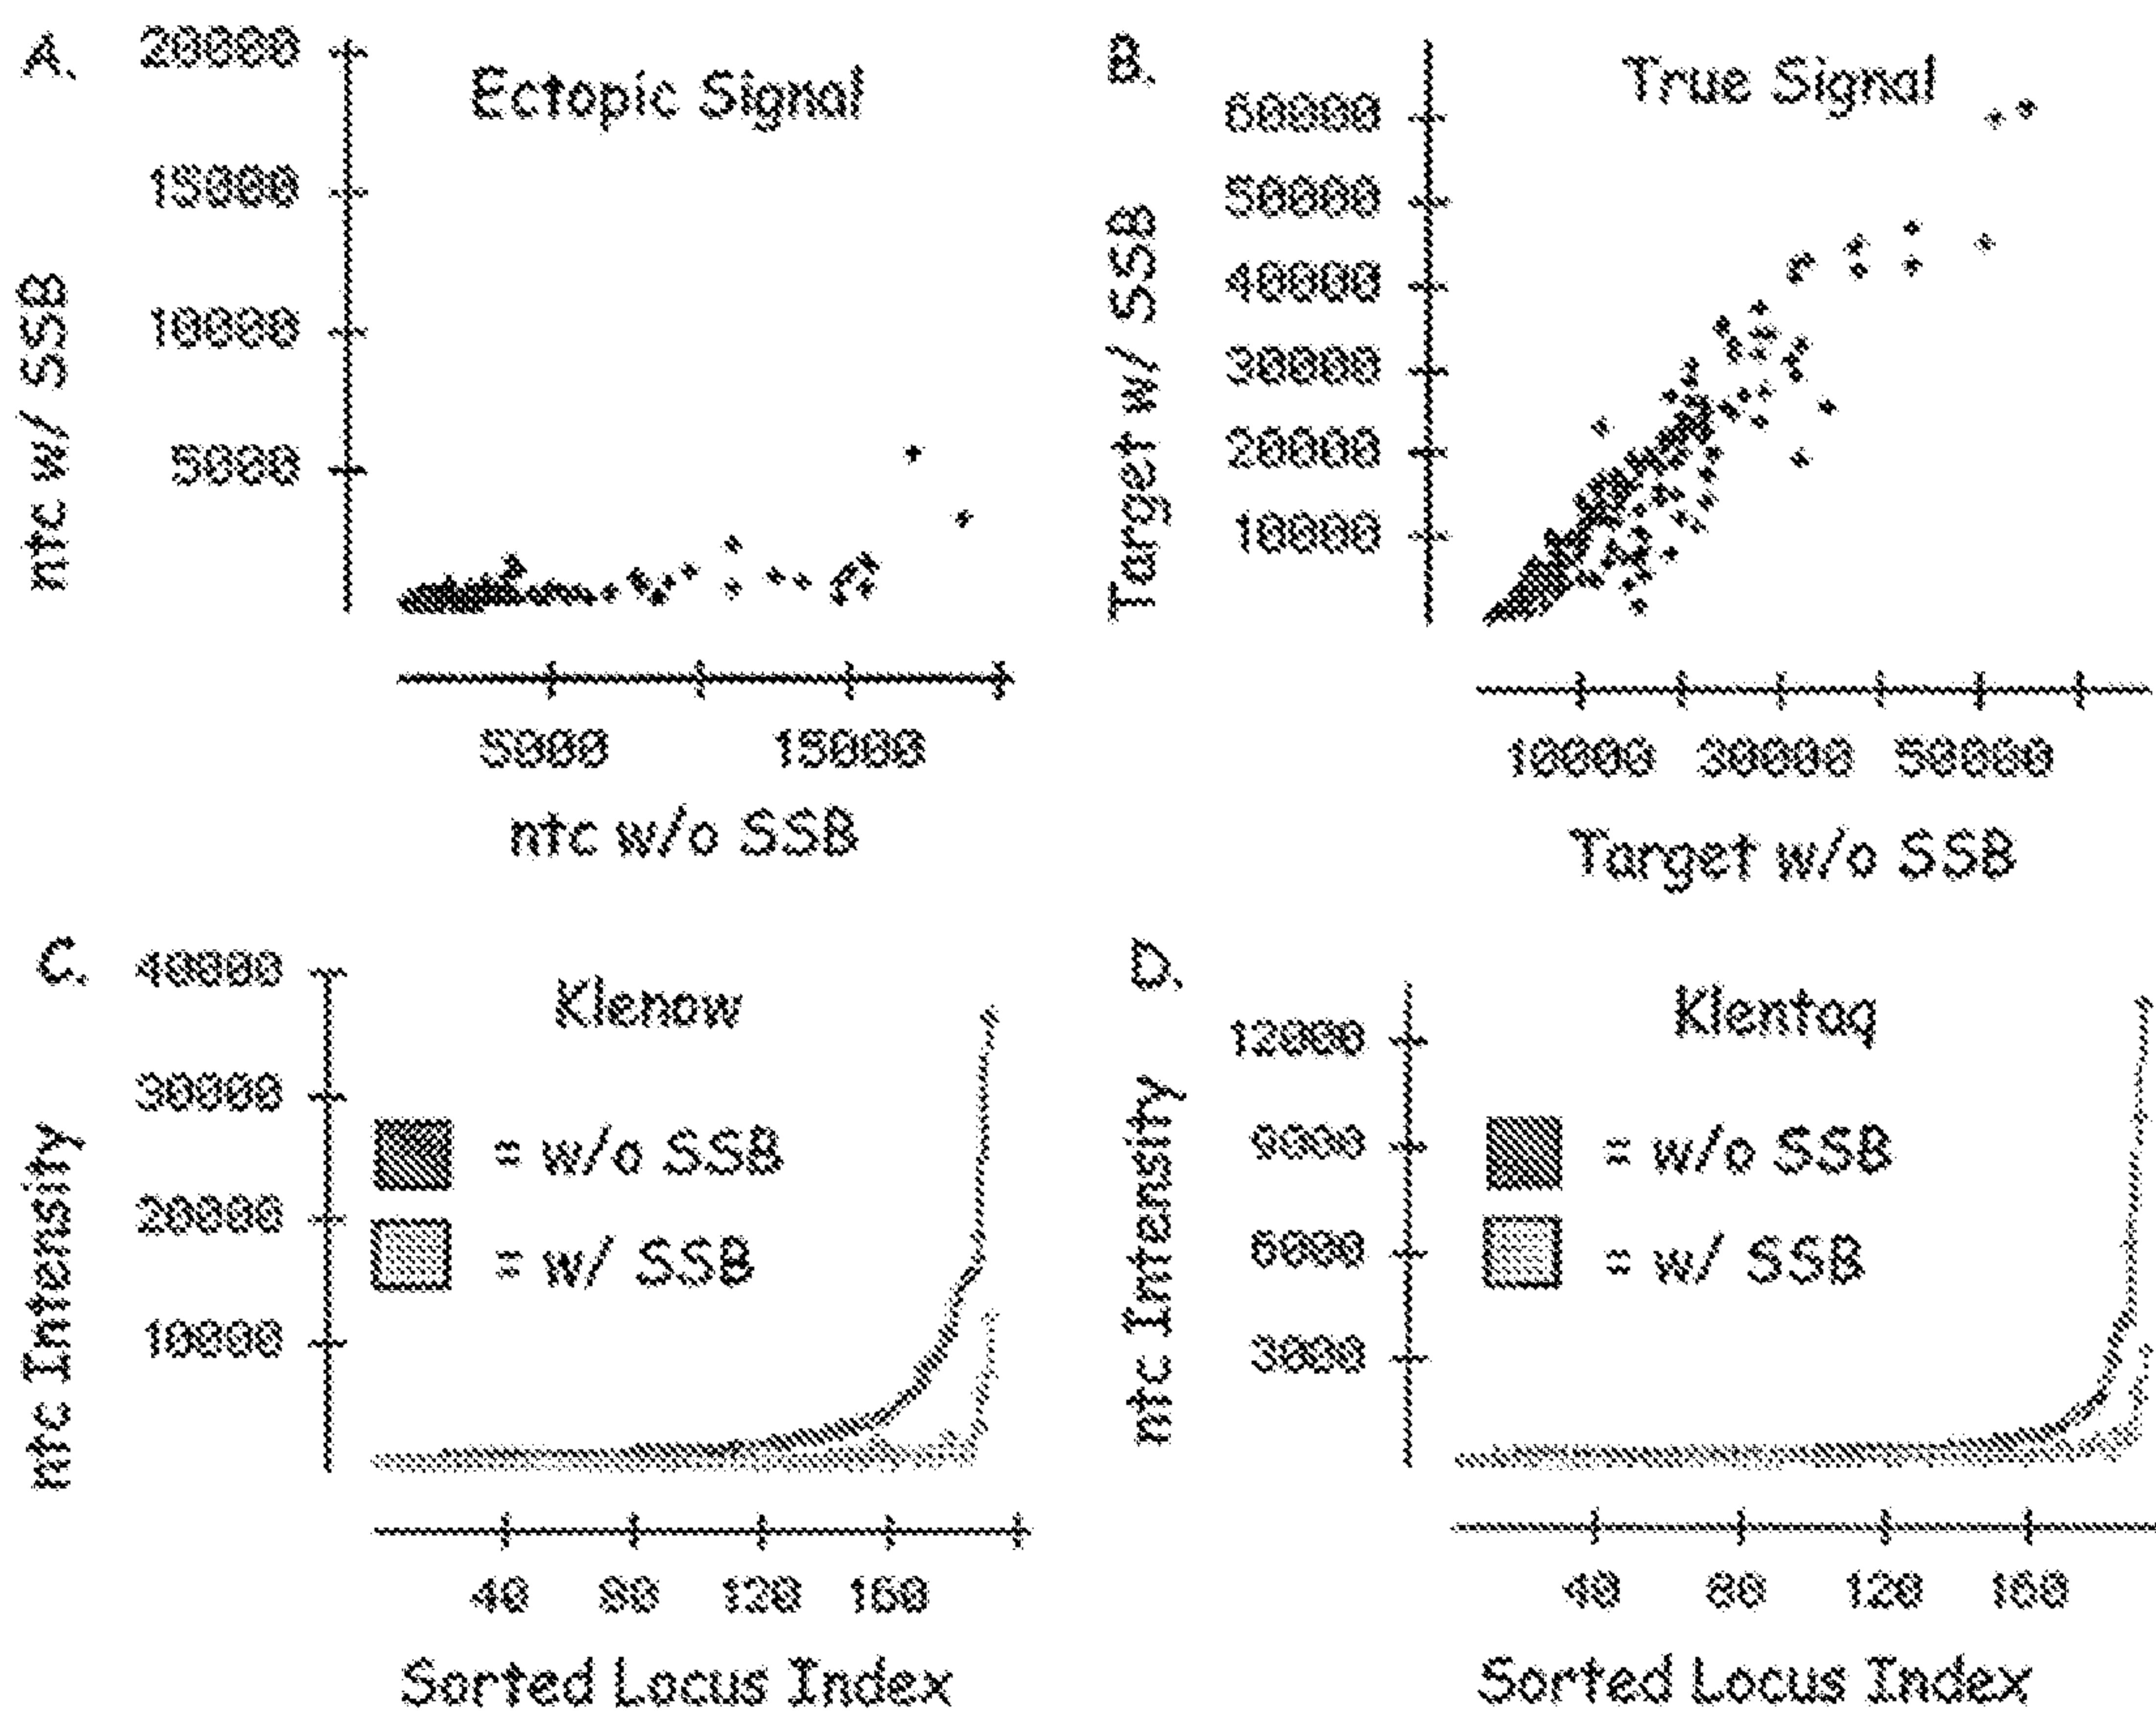 A.
Ectopic Signal
20000
15000
10000
5000
ntc w/ SSB
5000 15000
ntc w/o SSB
B.
True Signal
60000
50000
40000
30000
20000
10000
Target w/ SSB
10000 30000 50000
Target w/o SSB
C.
Klenow
40000
30000
20000
10000
ntc Intensity
= w/o SSB
= w/ SSB
40 80 120 160
Sorted Locus Index
D.
Klentaq
12000
9000
6000
3000
ntc Intensity
= w/o SSB
= w/ SSB
40 80 120 160
Sorted Locus Index